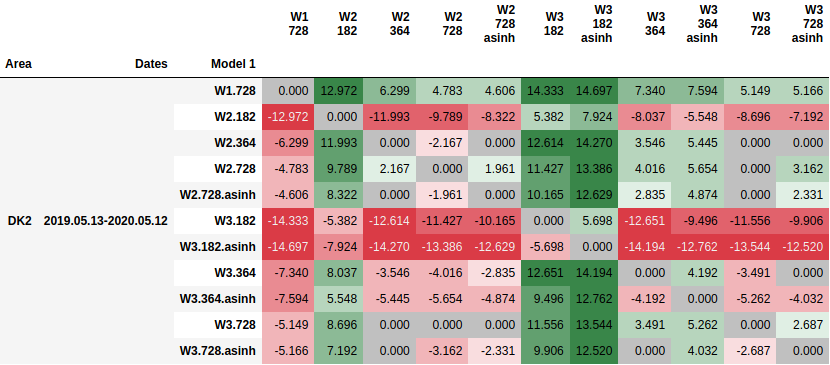 W1 W2 W2 W2 W2 W3 W3 W3 W3 W3 W3
728 182 364 728 728 182 182 364 364 728 728
asinh asinh asinh asinh
Area Dates Model 1
W1.728 0.000 12.972 6.299 4.783 4.606 14.333 14.697 7.340 7.594 5.149 5.166
W2.182 -12.972 0.000 -11.993 -9.789 -8.322 5.382 7.924 -8.037 -5.548 -8.696 -7.192
W2.364 -6.299 11.993 0.000 -2.167 0.000 12.614 14.270 3.546 5.445 0.000 0.000
W2.728 -4.783 9.789 2.167 0.000 1.961 11.427 13.386 4.016 5.654 0.000 3.162
W2.728.asinh -4.606 8.322 0.000 -1.961 0.000 10.165 12.629 2.835 4.874 0.000 2.331
DK2 2019.05.13-2020.05.12 W3.182 -14.333 -5.382 -12.614 -11.427 -10.165 0.000 5.698 -12.651 -9.496 -11.556 -9.906
W3.182.asinh -14.697 -7.924 -14.270 -13.386 -12.629 -5.698 0.000 -14.194 -12.762 -13.544 -12.520
W3.364 -7.340 8.037 -3.546 -4.016 -2.835 12.651 14.194 0.000 4.192 -3.491 0.000
W3.364.asinh -7.594 5.548 -5.445 -5.654 -4.874 9.496 12.762 -4.192 0.000 -5.262 -4.032
W3.728 -5.149 8.696 0.000 0.000 0.000 11.556 13.544 3.491 5.262 0.000 2.687
W3.728.asinh -5.166 7.192 0.000 -3.162 -2.331 9.906 12.520 0.000 4.032 -2.687 0.000